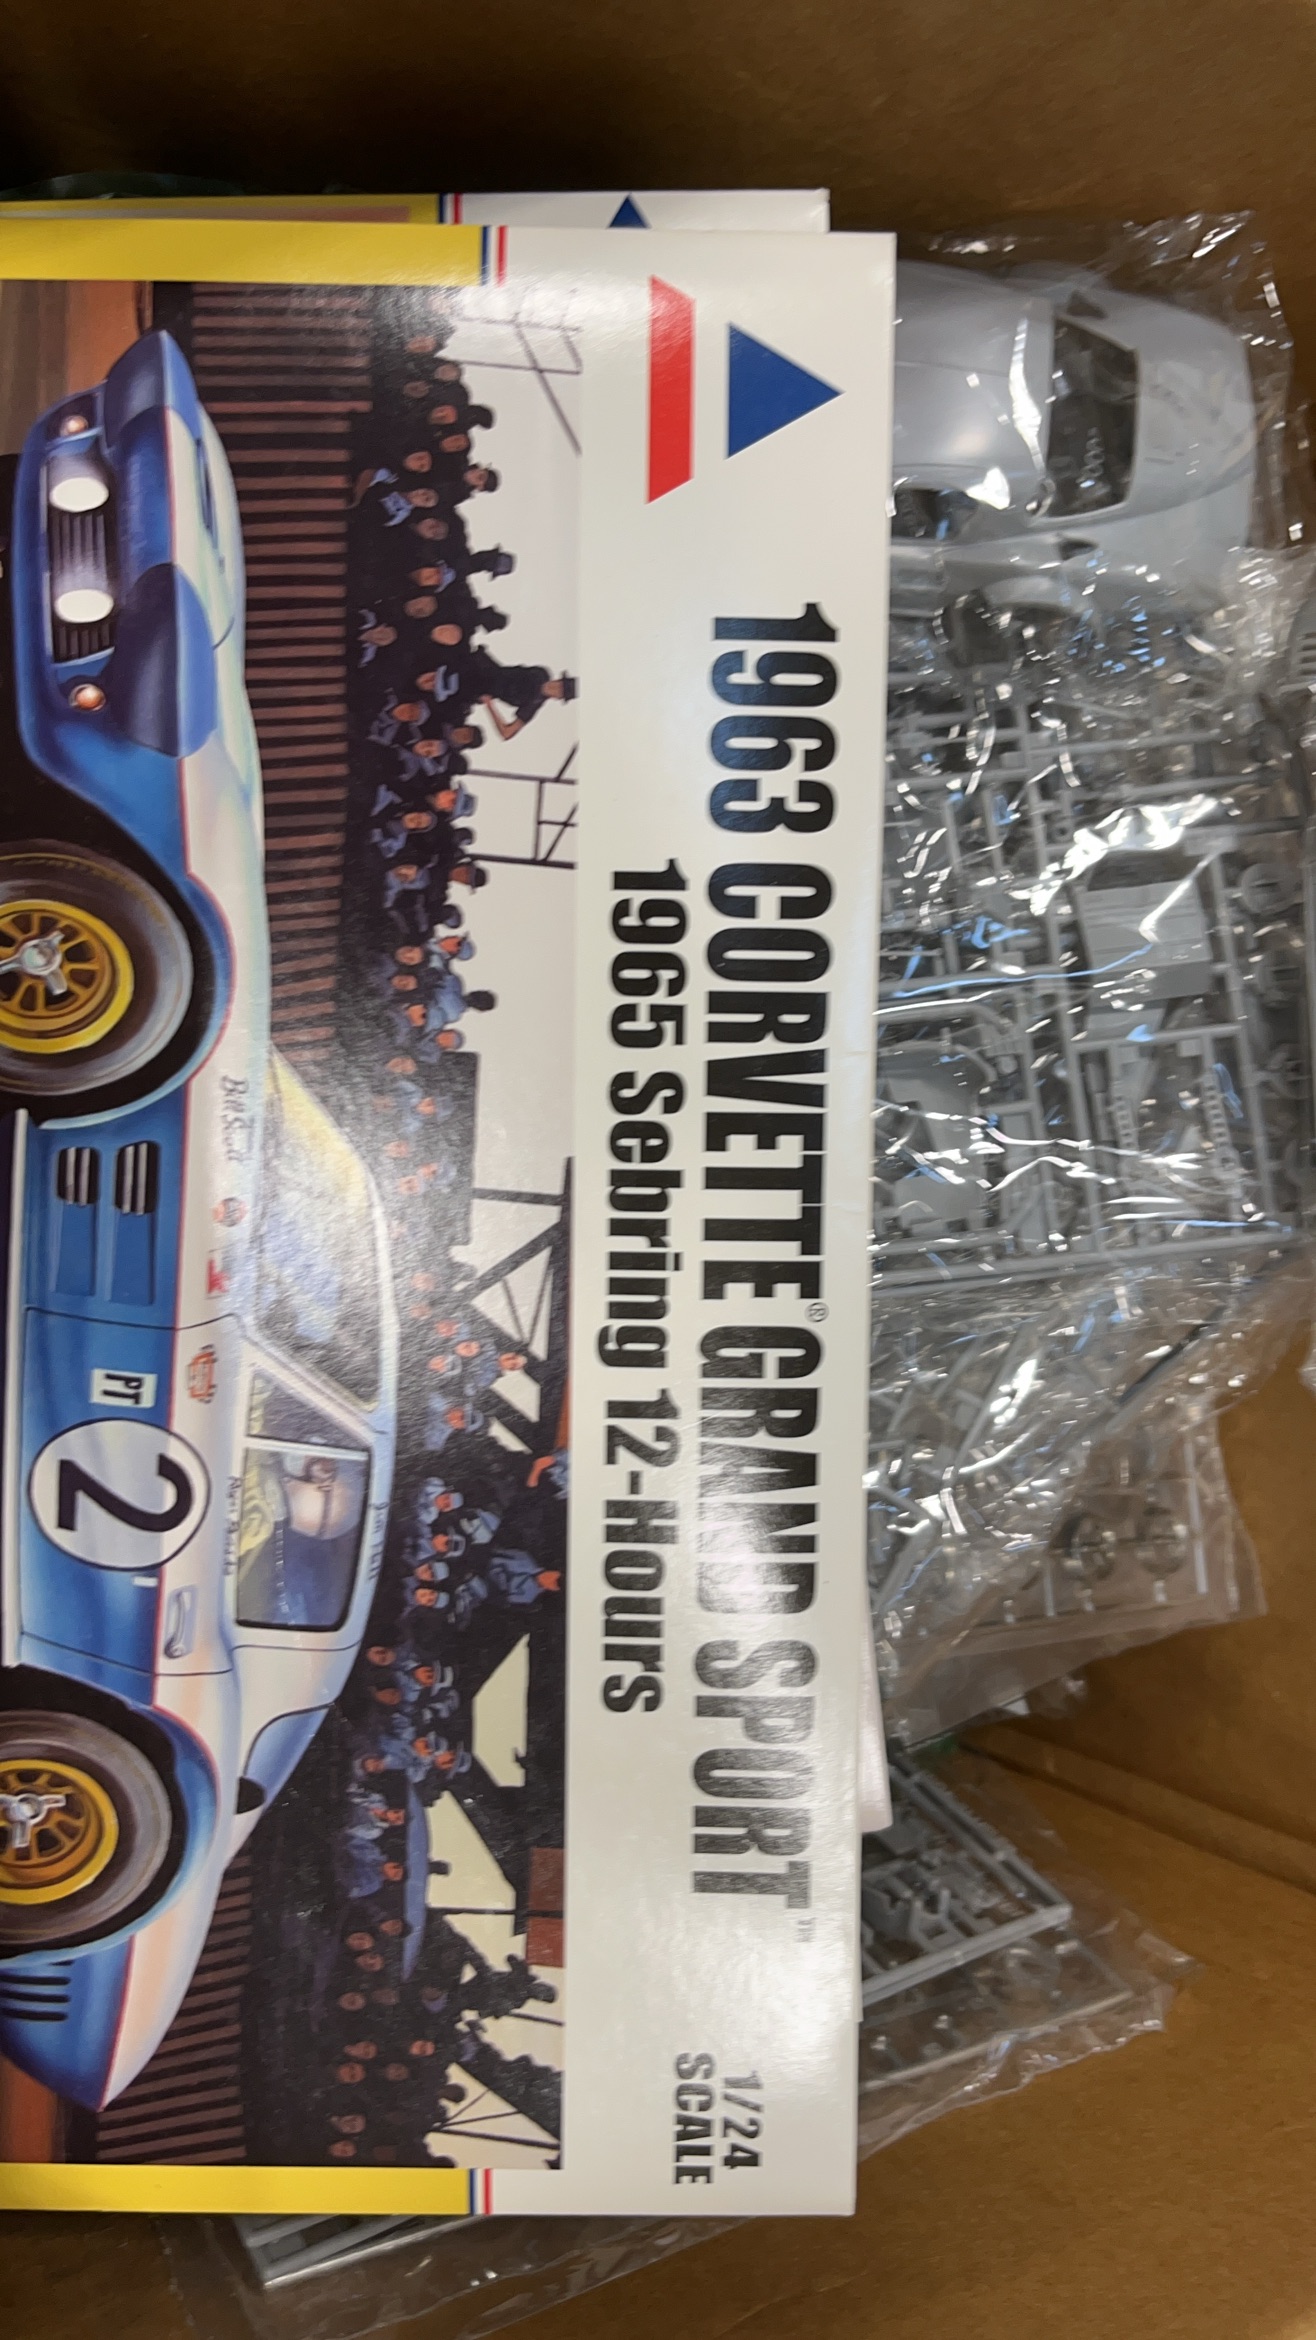 1963 CORVETTE® GRAND SPORT™
1965 Sebring 12-Hours
1/24
SCALE
PT
2